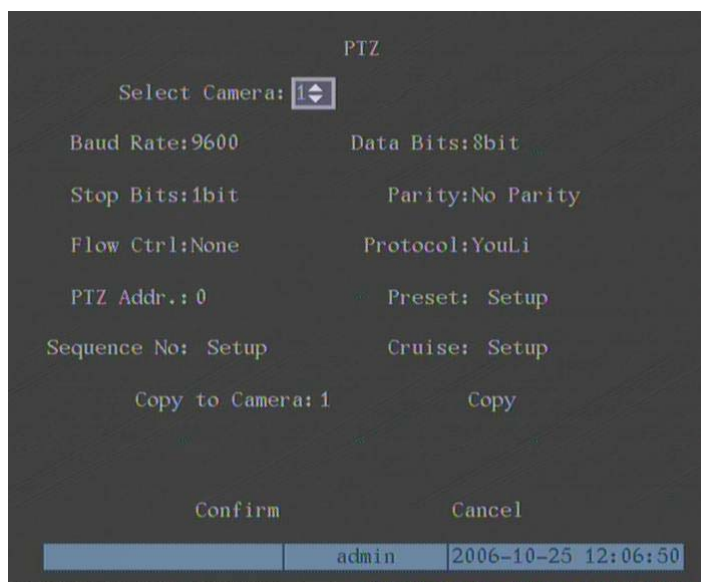 PTZ
Select Camera: 1
Baud Rate:9600 Data Bits:8bit
Stop Bits:1bit Parity:No Parity
Flow Ctrl:None Protocol:YouLi
PTZ Addr.:0 Preset: Setup
Sequence No: Setup Cruise: Setup
Copy to Camera:1 Copy
Confirm Cancel
admin 2006-10-25 12:06:50